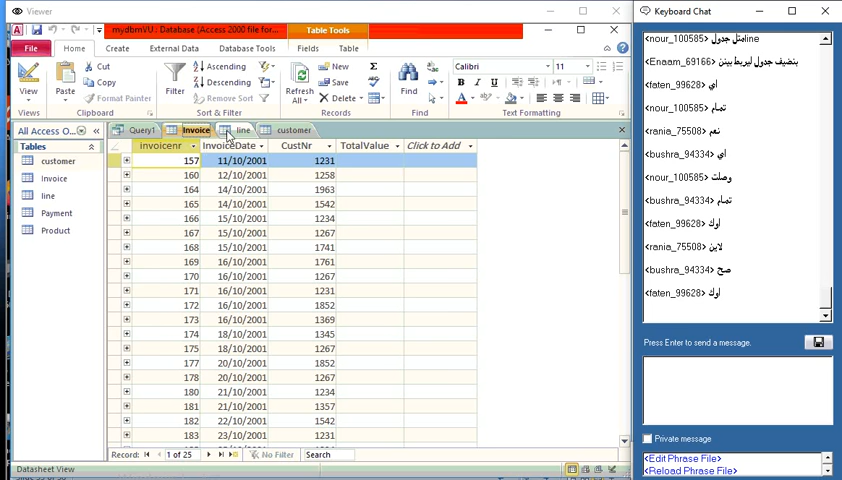 Viewer
mydbmVU : Database (Access 2000 file for...
Table Tools
File
Home
Create
External Data
Database Tools
Fields
Table
View
Views
Paste
Cut
Copy
Format Painter
Clipboard
Filter
Ascending
Descending
Sort & Filter
Refresh
All
New
Save
Delete
Records
Find
Find
Calibri
11
B I U
A
Text Formatting
All Access O...
Query1
Invoice
line
customer
Tables
customer
Invoice
line
Payment
Product
invoicenr InvoiceDate CustNr TotalValue Click to Add
157 11/10/2001 1231
160 12/10/2001 1258
164 14/10/2001 1963
165 14/10/2001 1542
166 15/10/2001 1234
167 15/10/2001 1267
168 15/10/2001 1741
169 16/10/2001 1761
170 16/10/2001 1267
171 16/10/2001 1231
172 16/10/2001 1852
173 16/10/2001 1369
174 18/10/2001 1345
175 18/10/2001 1267
177 20/10/2001 1852
178 20/10/2001 1267
180 21/10/2001 1234
181 21/10/2001 1357
182 22/10/2001 1542
183 23/10/2001 1231
Record: 1 of 25 No Filter Search
Datasheet View
Keyboard Chat
<nour_100585> مثل جدول line
<Enaam_69166> بنضيف جدول ليربط بينن
<faten_99628> اي
<nour_100585> تمام
<rania_75508> نعم
<bushra_94334> اي
<nour_100585> وصلت
<bushra_94334> تمام
<faten_99628> اوك
<rania_75508> لاين
<bushra_94334> صح
<faten_99628> اوك
Press Enter to send a message.
Private message
<Edit Phrase File>
<Reload Phrase File>